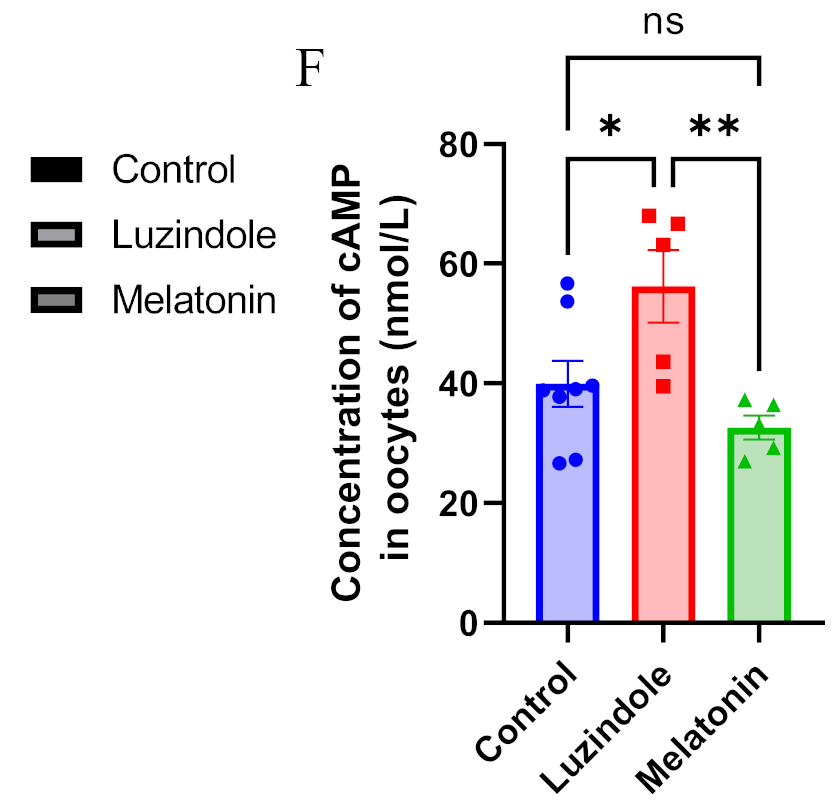 F
Control
Luzindole
Melatonin
ns
*
**
Concentration of cAMP
in oocytes (nmol/L)
80
60
40
20
0
Control
Luzindole
Melatonin